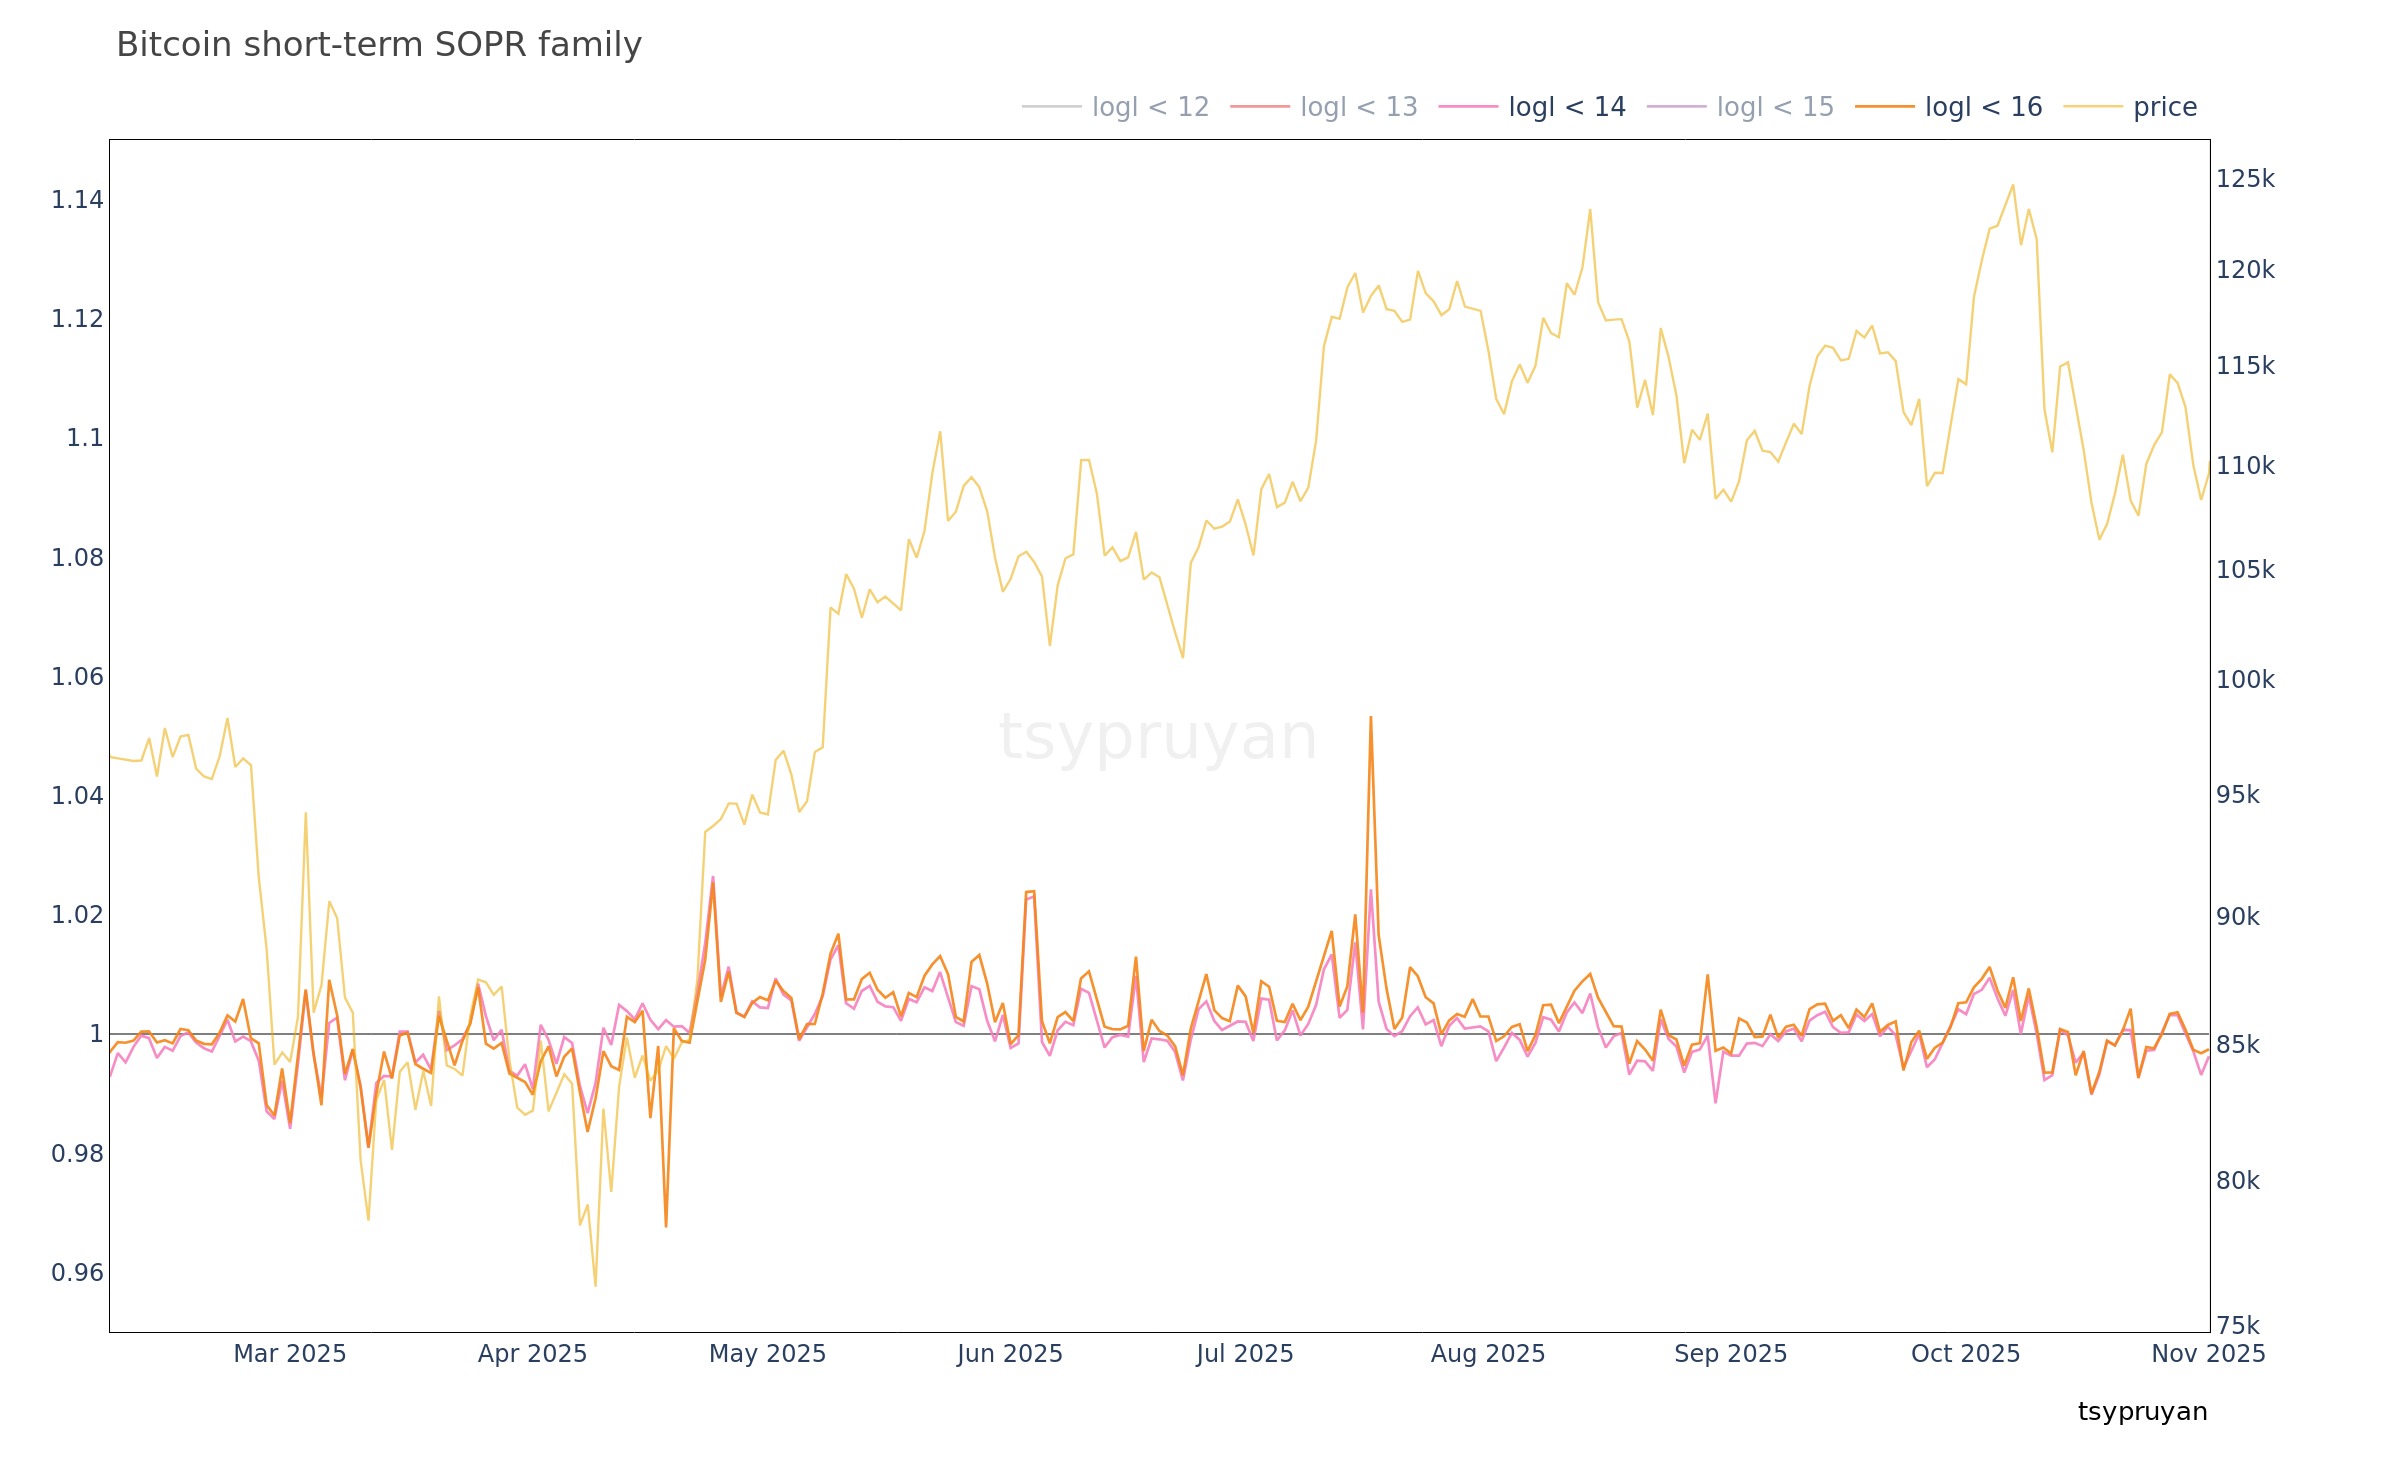 Bitcoin short-term SOPR family
logl < 12 logl < 13 logl < 14 logl < 15 logl < 16 price
1.14
1.12
1.1
1.08
1.06
1.04
1.02
1
0.98
0.96
125k
120k
115k
110k
105k
100k
95k
90k
85k
80k
75k
tsypruyan
Mar 2025 Apr 2025 May 2025 Jun 2025 Jul 2025 Aug 2025 Sep 2025 Oct 2025 Nov 2025
tsypruyan